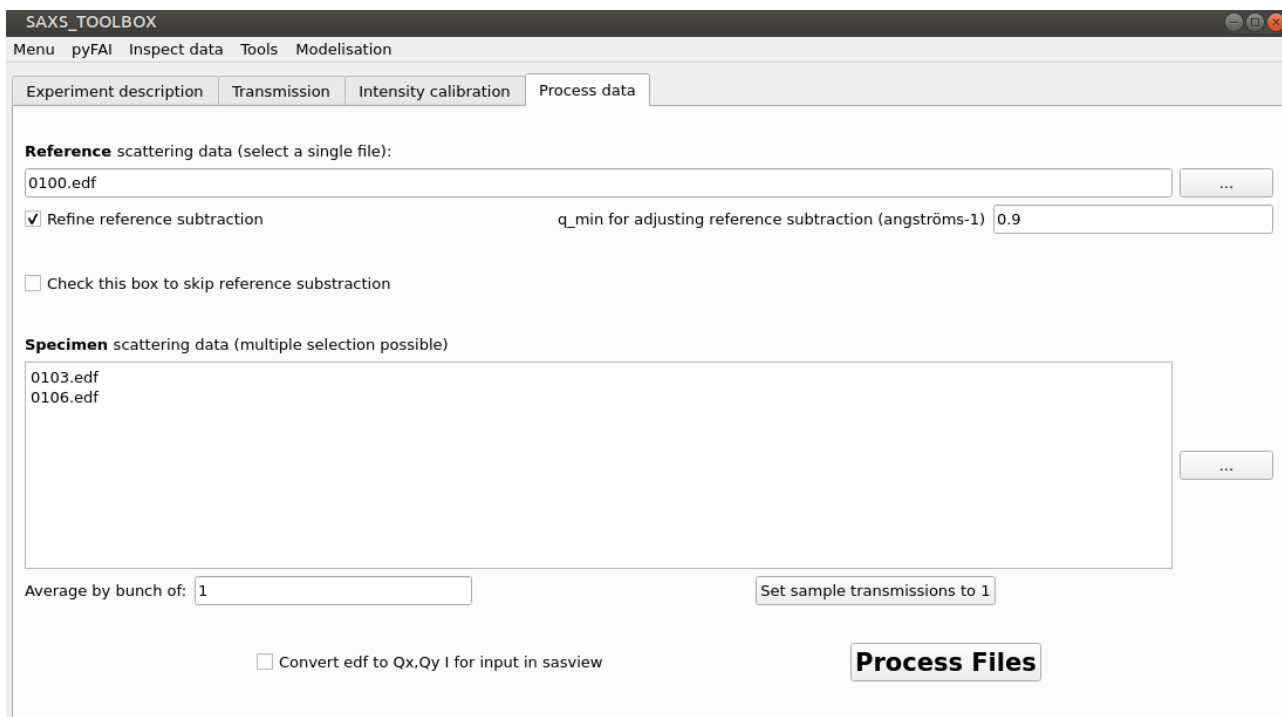 SAXS_TOOLBOX
Menu pyFAI Inspect data Tools Modelisation
Experiment description Transmission Intensity calibration Process data
Reference scattering data (select a single file):
0100.edf ...
Refine reference subtraction q_min for adjusting reference subtraction (angströms-1) 0.9
Check this box to skip reference substraction
Specimen scattering data (multiple selection possible)
0103.edf
0106.edf
...
Average by bunch of: 1 Set sample transmissions to 1
Convert edf to Qx,Qy I for input in sasview Process Files